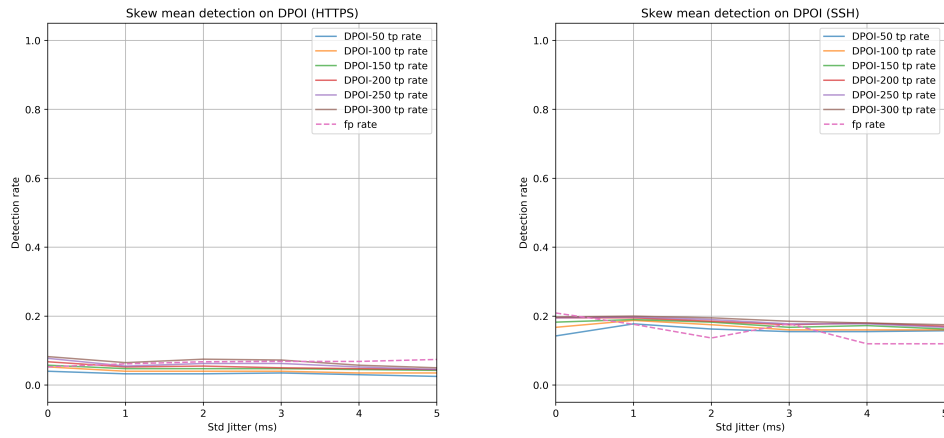 Skew mean detection on DPOI (HTTPS)
Detection rate
1.0
0.8
0.6
0.4
0.2
0.0
DPOI-50 tp rate
DPOI-100 tp rate
DPOI-150 tp rate
DPOI-200 tp rate
DPOI-250 tp rate
DPOI-300 tp rate
fp rate
0 1 2 3 4 5
Std Jitter (ms)
Skew mean detection on DPOI (SSH)
Detection rate
1.0
0.8
0.6
0.4
0.2
0.0
DPOI-50 tp rate
DPOI-100 tp rate
DPOI-150 tp rate
DPOI-200 tp rate
DPOI-250 tp rate
DPOI-300 tp rate
fp rate
0 1 2 3 4 5
Std Jitter (ms)